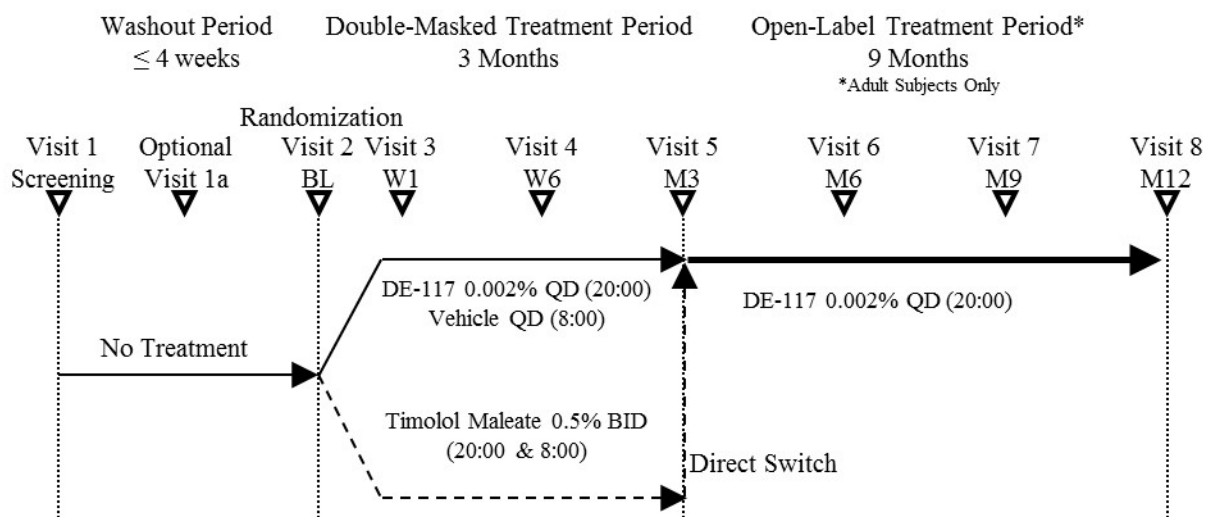 Washout Period
≤ 4 weeks
Double-Masked Treatment Period
3 Months
Open-Label Treatment Period*
9 Months
*Adult Subjects Only
Randomization
Visit 1
Screening
Optional
Visit 1a
Visit 2
BL
Visit 3
W1
Visit 4
W6
Visit 5
M3
Visit 6
M6
Visit 7
M9
Visit 8
M12
No Treatment
DE-117 0.002% QD (20:00)
Vehicle QD (8:00)
DE-117 0.002% QD (20:00)
Timolol Maleate 0.5% BID
(20:00 & 8:00)
Direct Switch